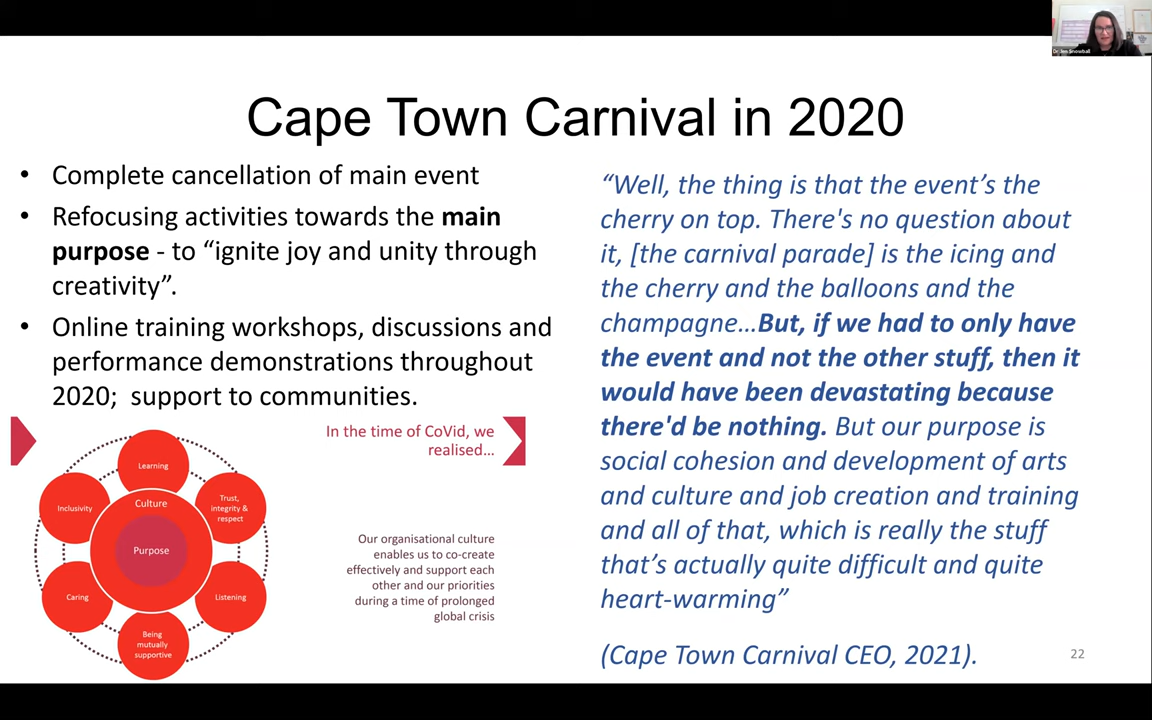 Dr. Jen Snowball
Cape Town Carnival in 2020
• Complete cancellation of main event
• Refocusing activities towards the main
purpose - to “ignite joy and unity through
creativity”.
• Online training workshops, discussions and
performance demonstrations throughout
2020; support to communities.
In the time of CoVid, we
realised...
Learning
Inclusivity
Culture
Trust,
integrity &
respect
Purpose
Caring
Listening
Being
mutually
supportive
Our organisational culture
enables us to co-create
effectively and support each
other and our priorities
during a time of prolonged
global crisis
“Well, the thing is that the event’s the
cherry on top. There's no question about
it, [the carnival parade] is the icing and
the cherry and the balloons and the
champagne…But, if we had to only have
the event and not the other stuff, then it
would have been devastating because
there'd be nothing. But our purpose is
social cohesion and development of arts
and culture and job creation and training
and all of that, which is really the stuff
that’s actually quite difficult and quite
heart-warming”
(Cape Town Carnival CEO, 2021).
22